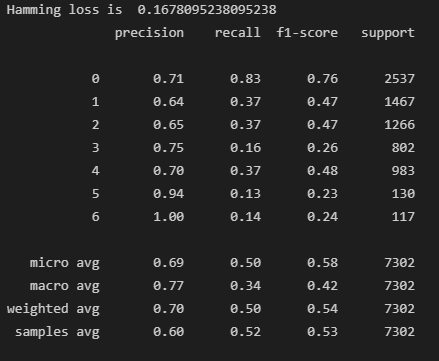 Hamming loss is 0.1678095238095238
precision recall f1-score support
0 0.71 0.83 0.76 2537
1 0.64 0.37 0.47 1467
2 0.65 0.37 0.47 1266
3 0.75 0.16 0.26 802
4 0.70 0.37 0.48 983
5 0.94 0.13 0.23 130
6 1.00 0.14 0.24 117
micro avg 0.69 0.50 0.58 7302
macro avg 0.77 0.34 0.42 7302
weighted avg 0.70 0.50 0.54 7302
samples avg 0.60 0.52 0.53 7302